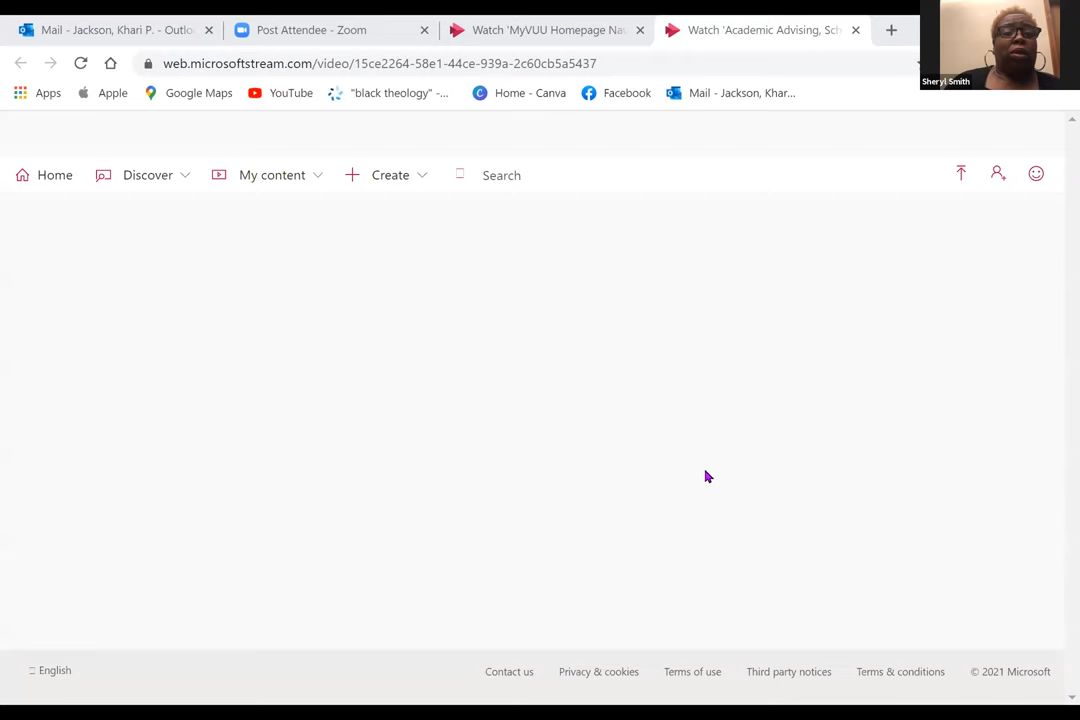 Mail - Jackson, Khari P. - Outlo
Post Attendee - Zoom
Watch 'MyVUU Homepage Nav
Watch 'Academic Advising, Sch
web.microsoftstream.com/video/15ce2264-58e1-44ce-939a-2c60cb5a5437
Apps
Apple
Google Maps
YouTube
"black theology" -...
Home - Canva
Facebook
Mail - Jackson, Khar...
Sheryl Smith
Home
Discover
My content
Create
Search
English
Contact us
Privacy & cookies
Terms of use
Third party notices
Terms & conditions
© 2021 Microsoft